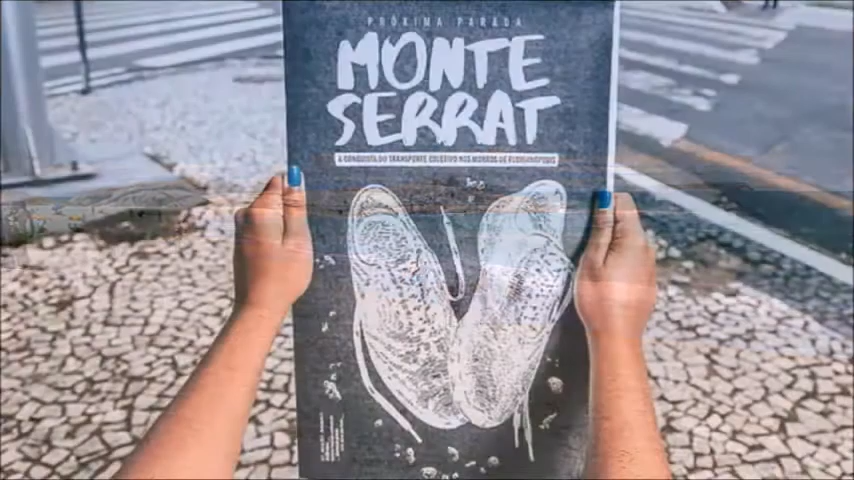 PRÓXIMA PARADA
MONTE
SERRAT
A CONQUISTA DO TRANSPORTE COLETIVO NOS MORROS DE FLORIANÓPOLIS